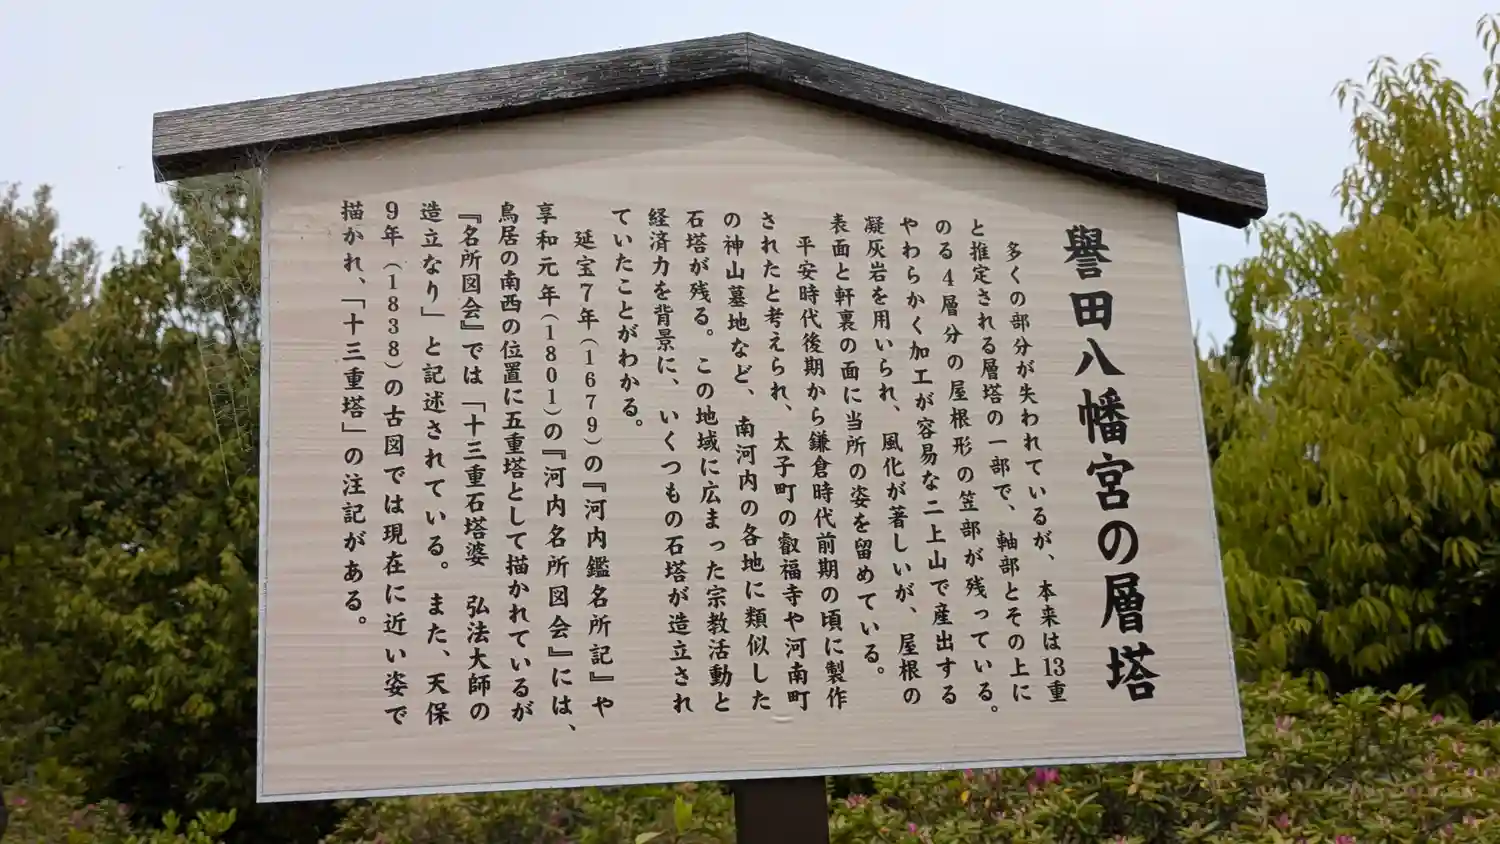 譽田八幡宮の層塔
多くの部分が失われているが、本来は13重
と推定される層塔の一部で、軸部とその上に
のる4層分の屋根形の笠部が残っている。
やわらかく加工が容易な二上山で産出する
凝灰岩を用いられ、風化が著しいが、屋根の
表面と軒裏の面に当所の姿を留めている。
平安時代後期から鎌倉時代前期の頃に製作
されたと考えられ、太子町の叡福寺や河南町
の神山墓地など、南河内の各地に類似した
石塔が残る。この地域に広まった宗教活動と
経済力を背景に、いくつもの石塔が造立され
ていたことがわかる。
延宝7年（1679）の『河内鑑名所記』や
享和元年（1801）の『河内名所図会』には、
鳥居の南西の位置に五重塔として描かれているが
『名所図会』では「十三重石塔婆　弘法大師の
造立なり」と記述されている。また、天保
9年（1838）の古図では現在に近い姿で
描かれ、「十三重塔」の注記がある。